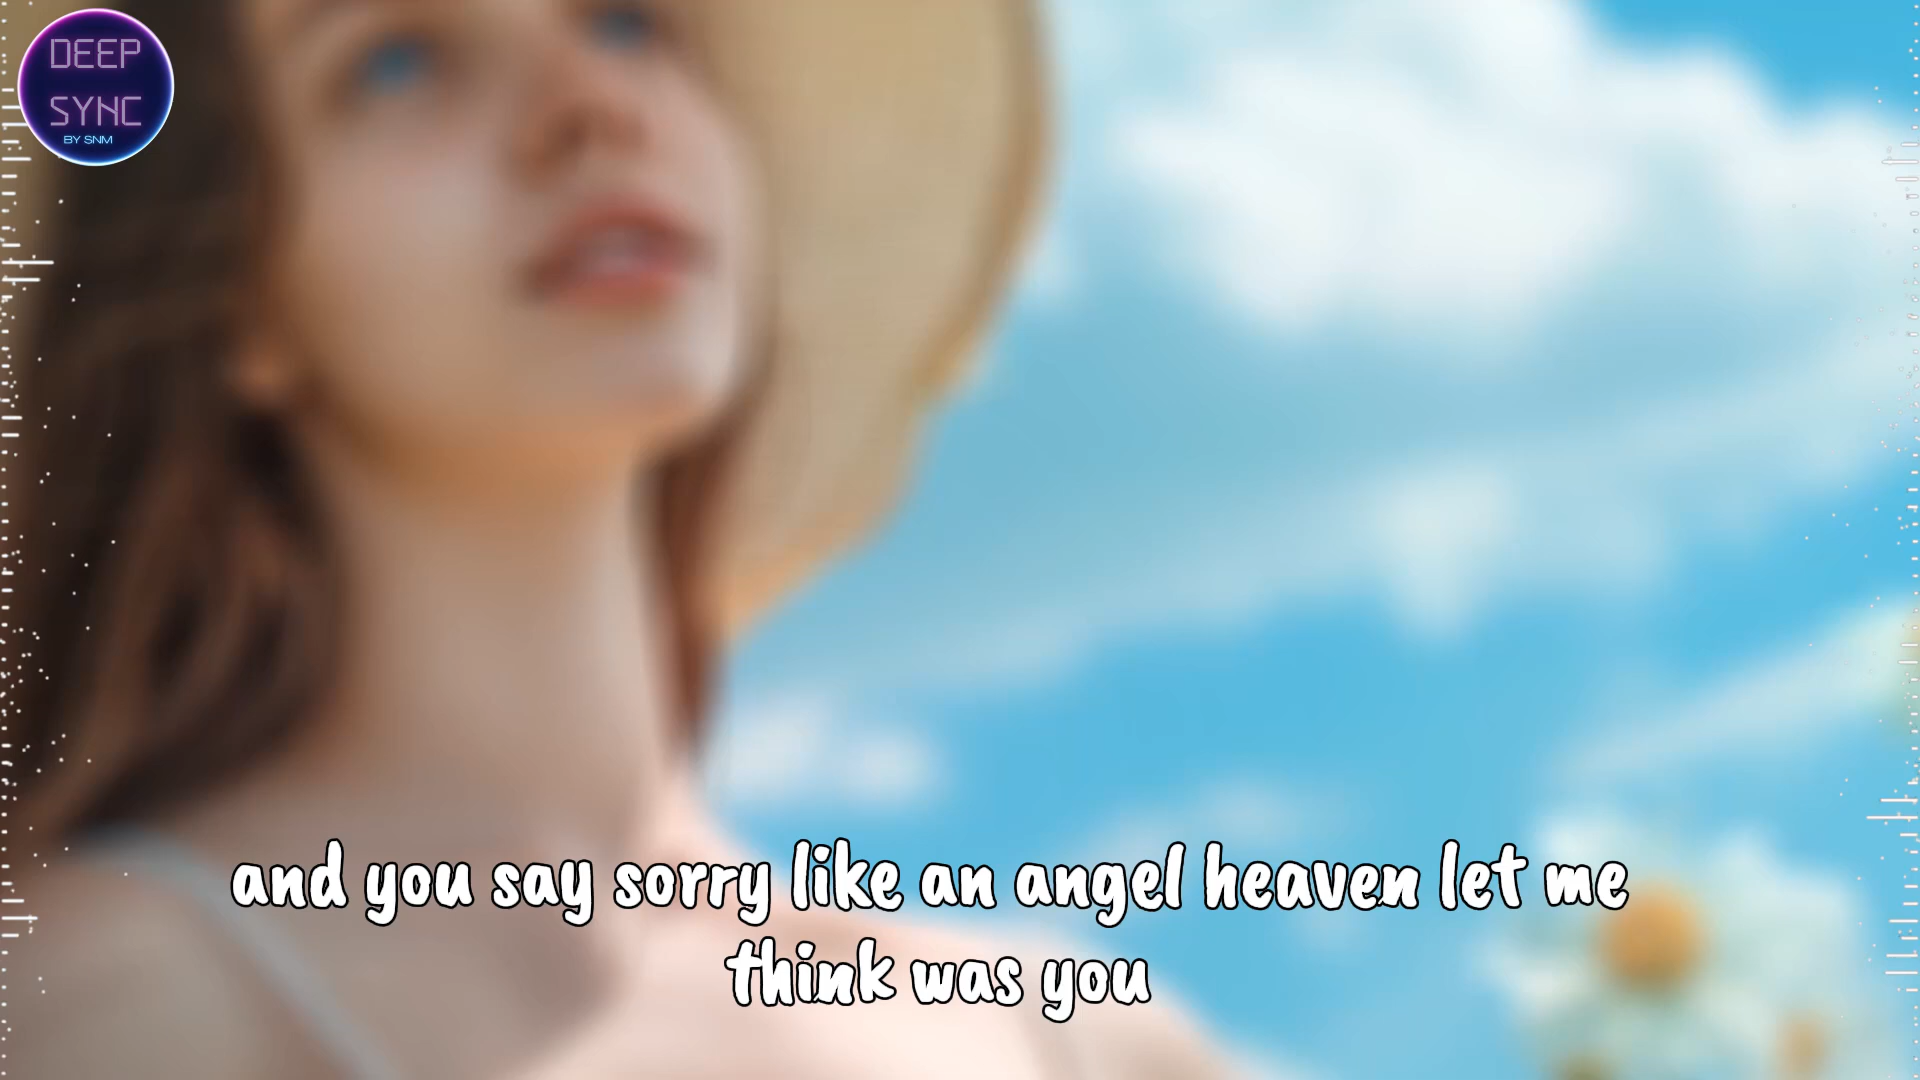 DEEP
SYNC
BY SNM
and you say sorry like an angel heaven let me
think was you